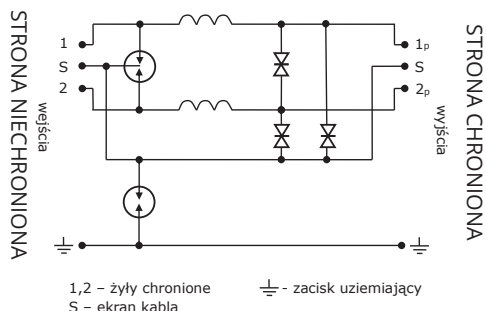 STRONA NIECHRONIONA
wejścia
1
S
2
1p
S
2p
wyjścia
STRONA CHRONIONA
1,2 – żyły chronione
S – ekran kabla
- zacisk uziemiający